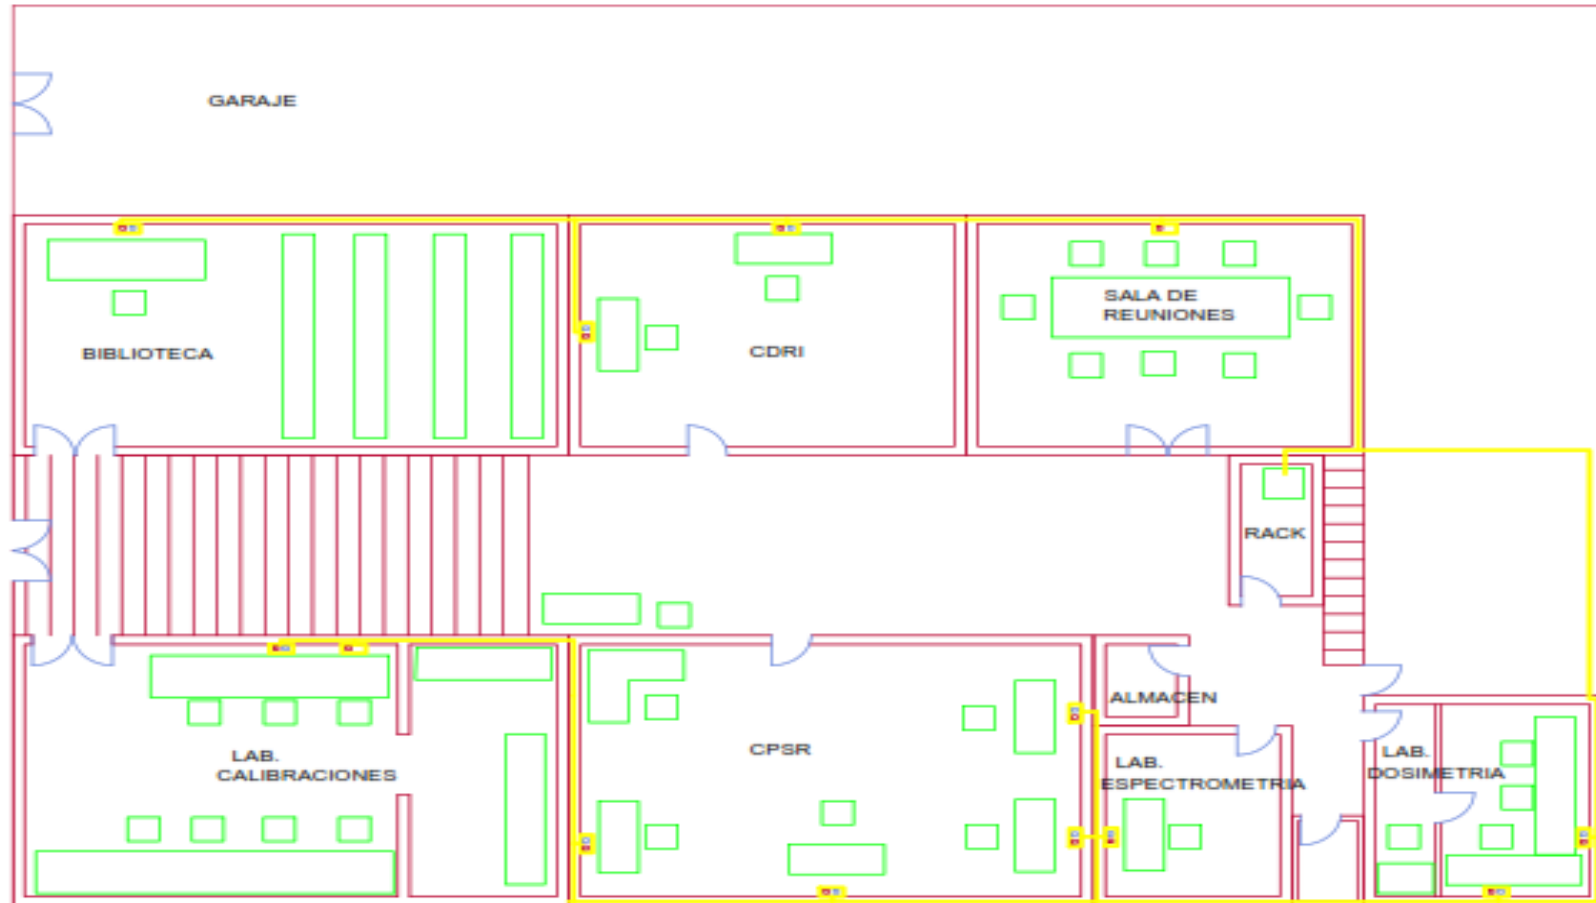 GARAJE
SALA DE
REUNIONES
BIBLIOTECA
CDRI
RACK
ALMACEN
CPSR
LAB.
CALIBRACIONES
LAB.
ESPECTROMETRIA
LAB.
DOSIMETRIA